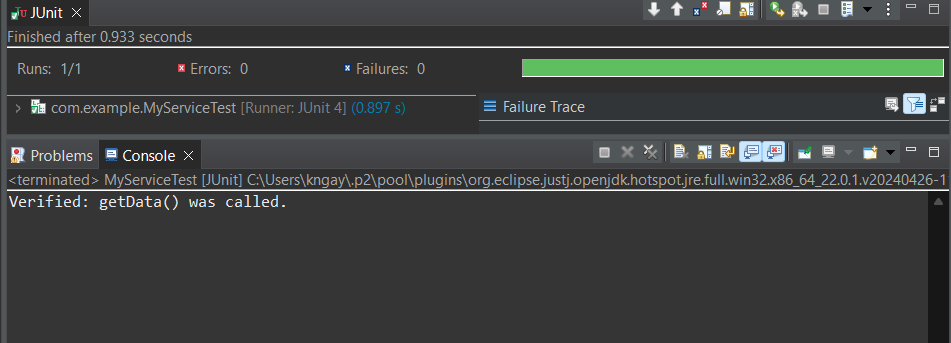 JUnit
Finished after 0.933 seconds
Runs: 1/1 Errors: 0 Failures: 0
com.example.MyServiceTest [Runner: JUnit 4] (0.897 s)
Failure Trace
Problems Console
<terminated> MyServiceTest [JUnit] C:\Users\kngay\.p2\pool\plugins\org.eclipse.justj.openjdk.hotspot.jre.full.win32.x86_64_22.0.1.v20240426-1
Verified: getData() was called.